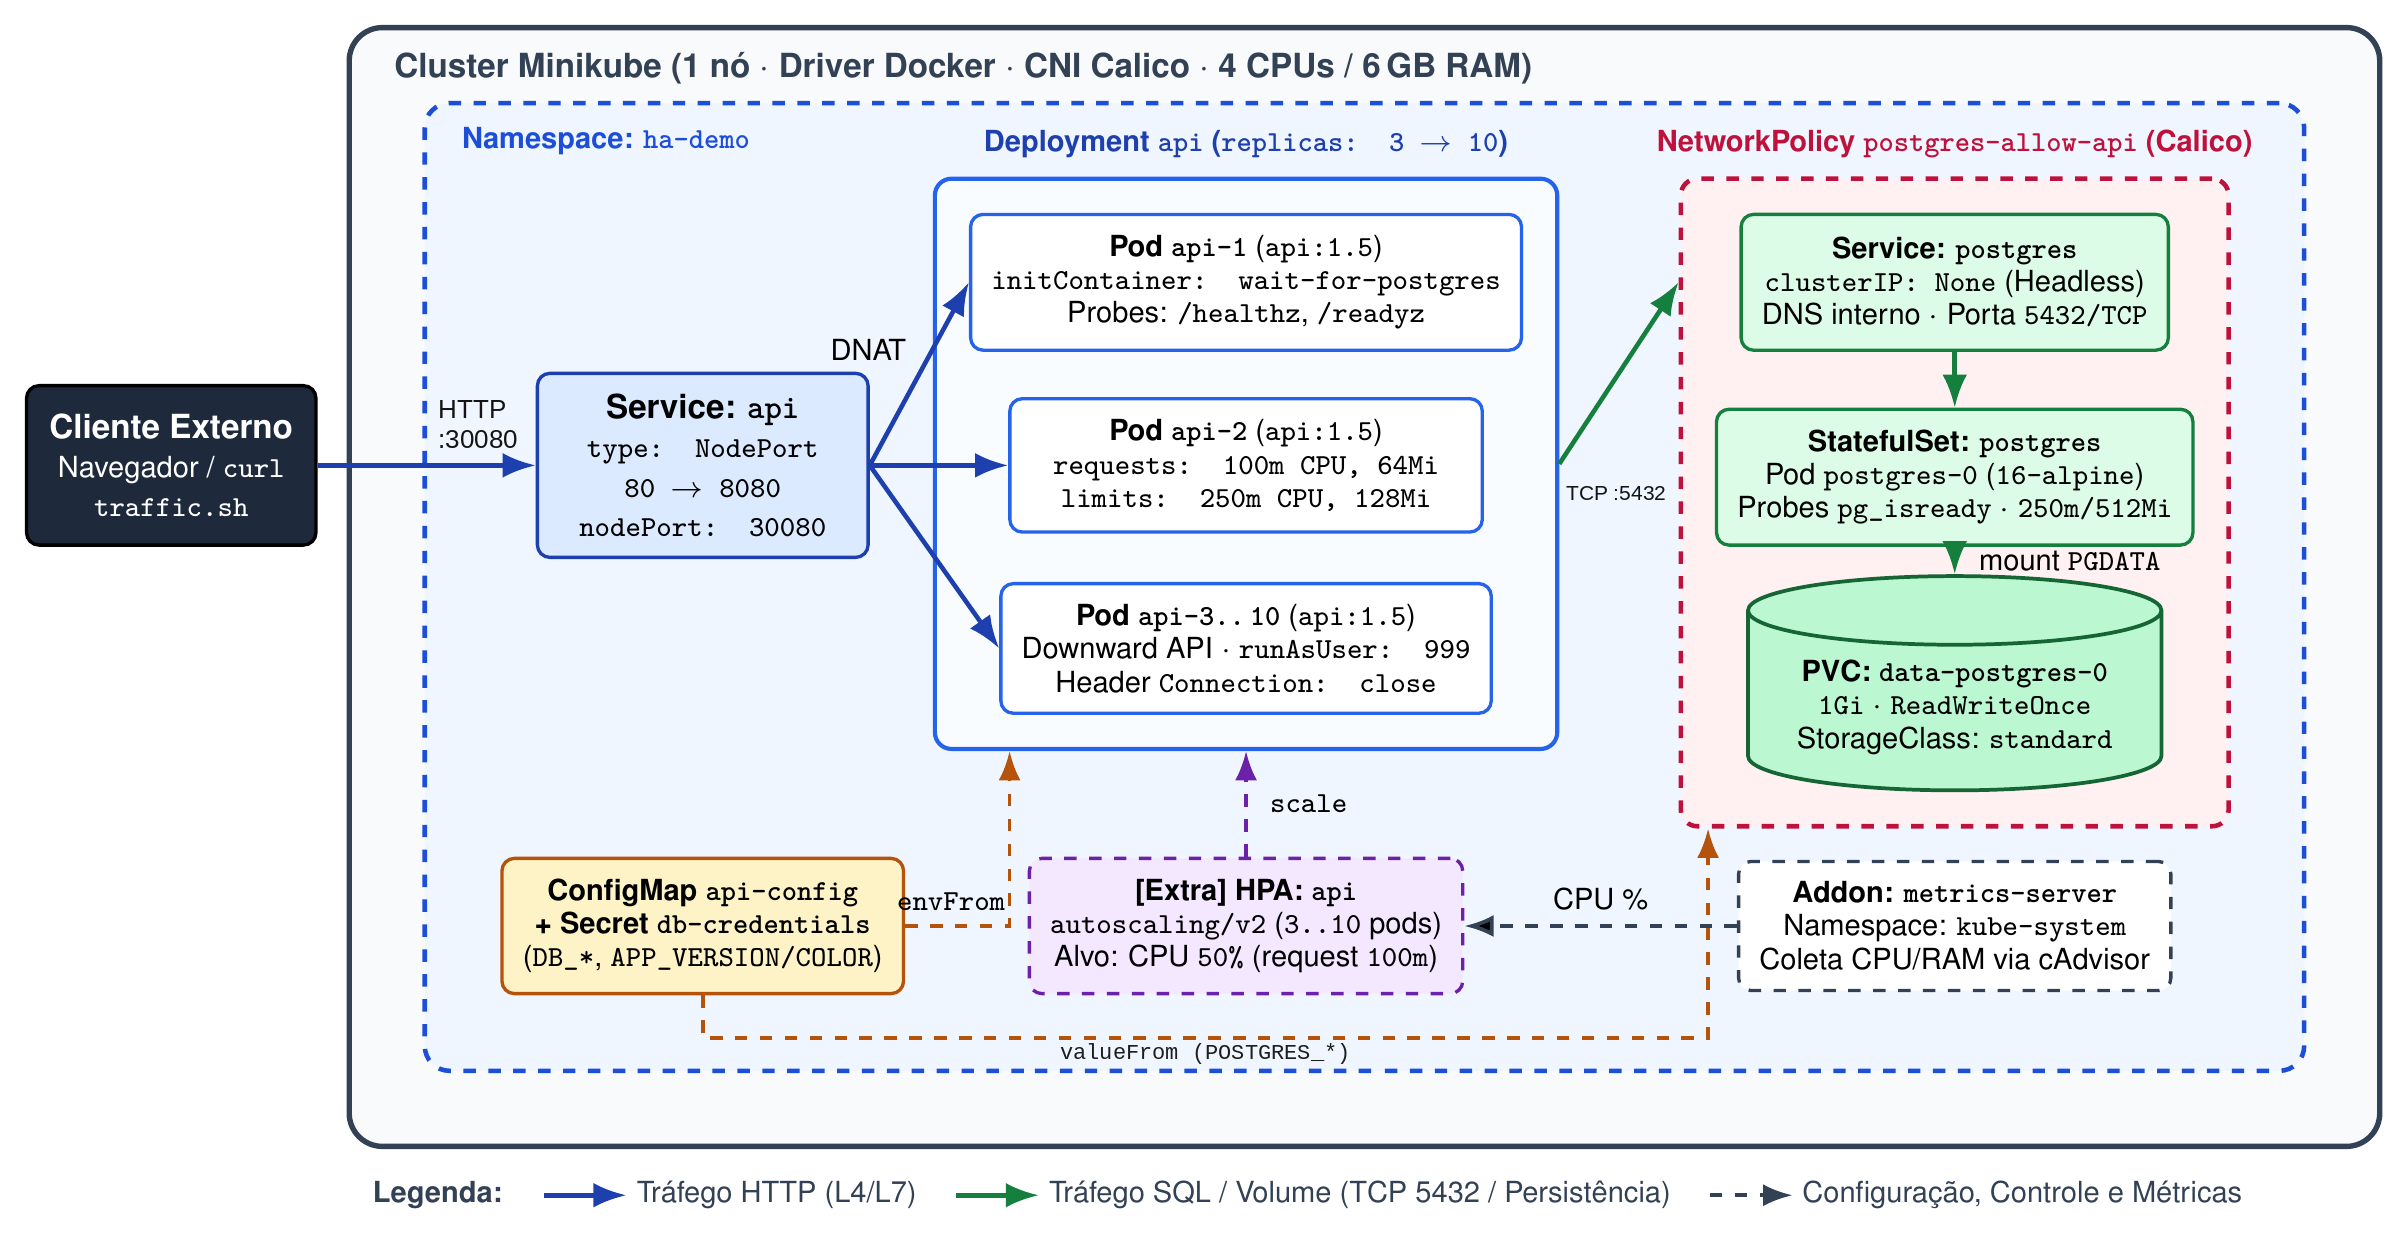 Cluster Minikube (1 nó · Driver Docker · CNI Calico · 4 CPUs / 6 GB RAM)
Namespace: ha-demo
Deployment api (replicas: 3 → 10)
NetworkPolicy postgres-allow-api (Calico)
Cliente Externo
Navegador / curl
traffic.sh
HTTP
:30080
Service: api
type: NodePort
80 → 8080
nodePort: 30080
DNAT
Pod api-1 (api:1.5)
initContainer: wait-for-postgres
Probes: /healthz, /readyz
Pod api-2 (api:1.5)
requests: 100m CPU, 64Mi
limits: 250m CPU, 128Mi
Pod api-3..10 (api:1.5)
Downward API · runAsUser: 999
Header Connection: close
TCP :5432
Service: postgres
clusterIP: None (Headless)
DNS interno · Porta 5432/TCP
StatefulSet: postgres
Pod postgres-0 (16-alpine)
Probes pg_isready · 250m/512Mi
mount PGDATA
PVC: data-postgres-0
1Gi · ReadWriteOnce
StorageClass: standard
scale
ConfigMap api-config
+ Secret db-credentials
(DB_*, APP_VERSION/COLOR)
envFrom
[Extra] HPA: api
autoscaling/v2 (3..10 pods)
Alvo: CPU 50% (request 100m)
CPU %
Addon: metrics-server
Namespace: kube-system
Coleta CPU/RAM via cAdvisor
valueFrom (POSTGRES_*)
Legenda:
Tráfego HTTP (L4/L7)
Tráfego SQL / Volume (TCP 5432 / Persistência)
Configuração, Controle e Métricas